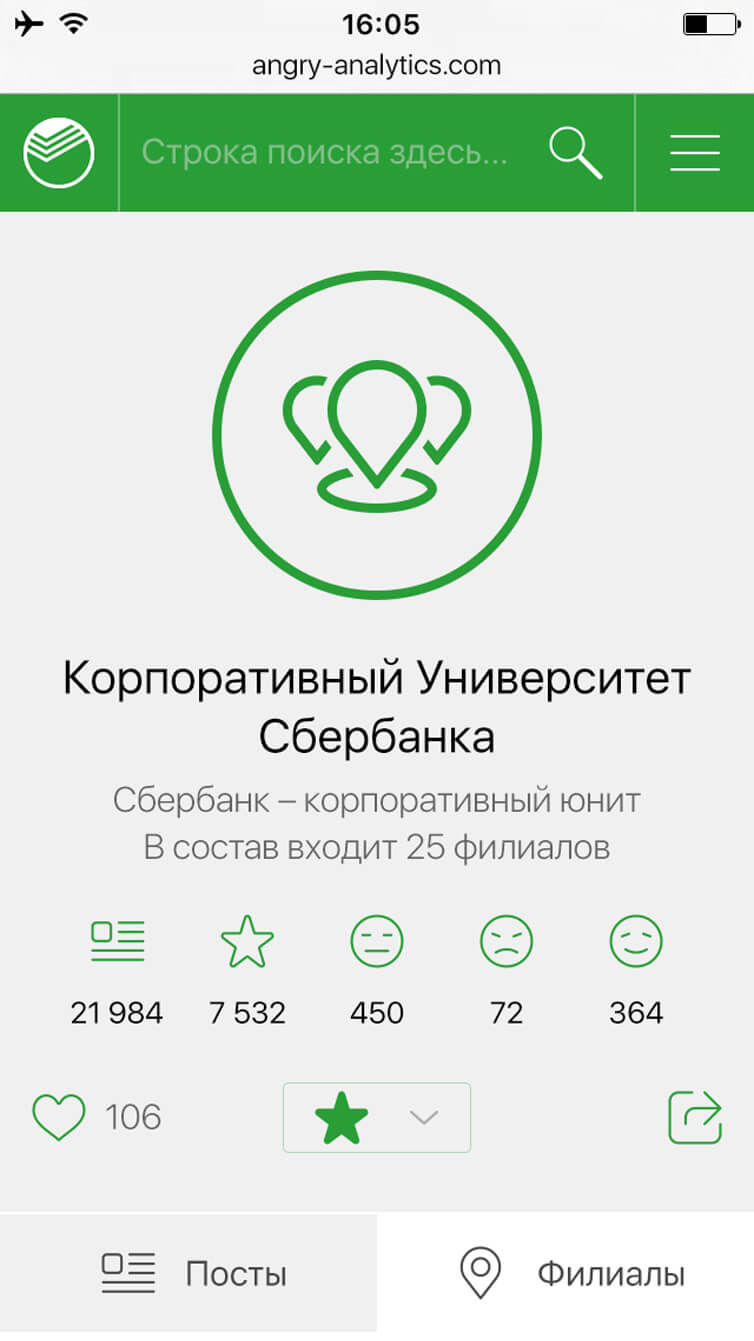 16:05
angry-analytics.com
Строка поиска здесь...
Корпоративный Университет
Сбербанка
Сбербанк – корпоративный юнит
В состав входит 25 филиалов
21 984 7 532 450 72 364
106
Посты Филиалы